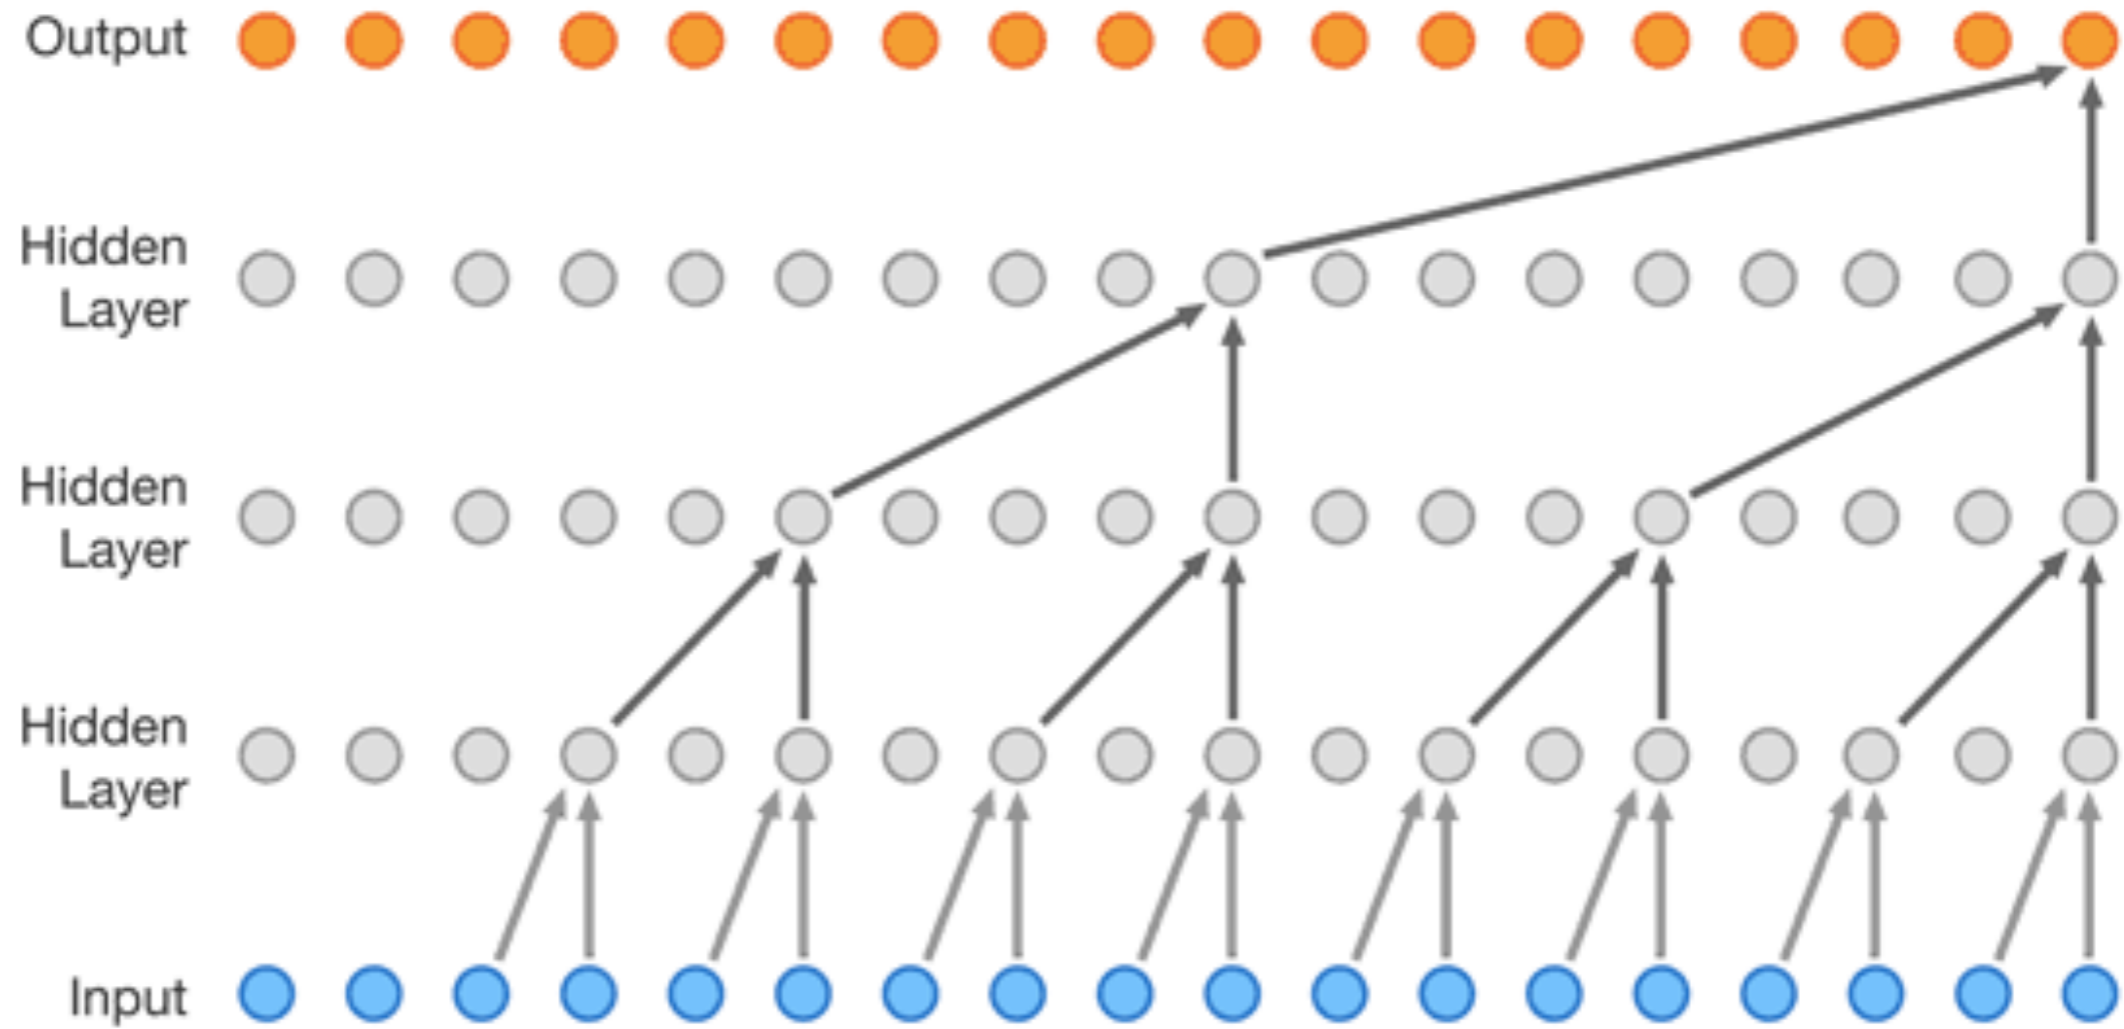 Output
Hidden
Layer
Hidden
Layer
Hidden
Layer
Input